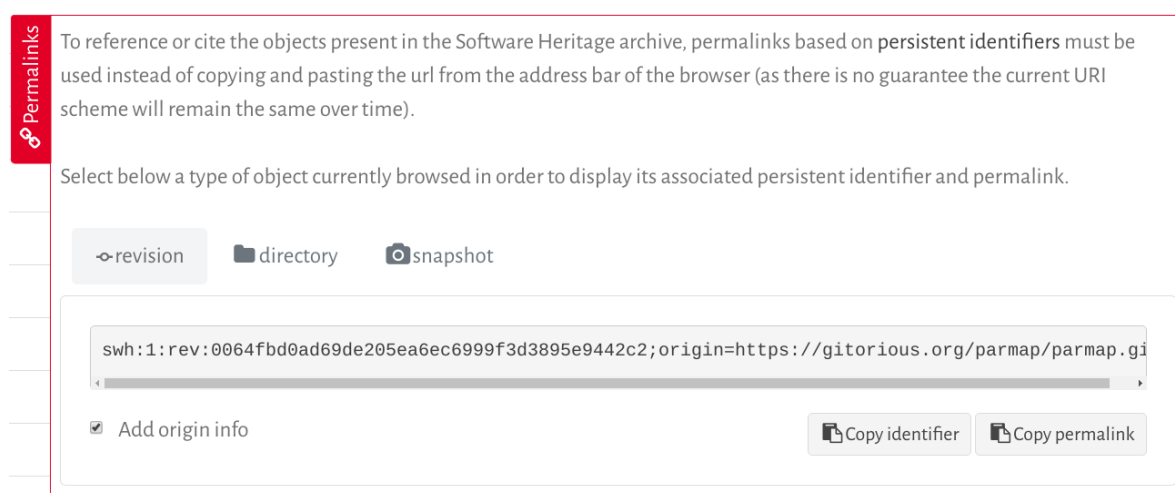 Permalinks
To reference or cite the objects present in the Software Heritage archive, permalinks based on persistent identifiers must be
used instead of copying and pasting the url from the address bar of the browser (as there is no guarantee the current URI
scheme will remain the same over time).
Select below a type of object currently browsed in order to display its associated persistent identifier and permalink.
revision directory snapshot
swh:1:rev:0064fbd0ad69de205ea6ec6999f3d3895e9442c2;origin=https://gitorious.org/parmap/parmap.gi
Add origin info
Copy identifier Copy permalink